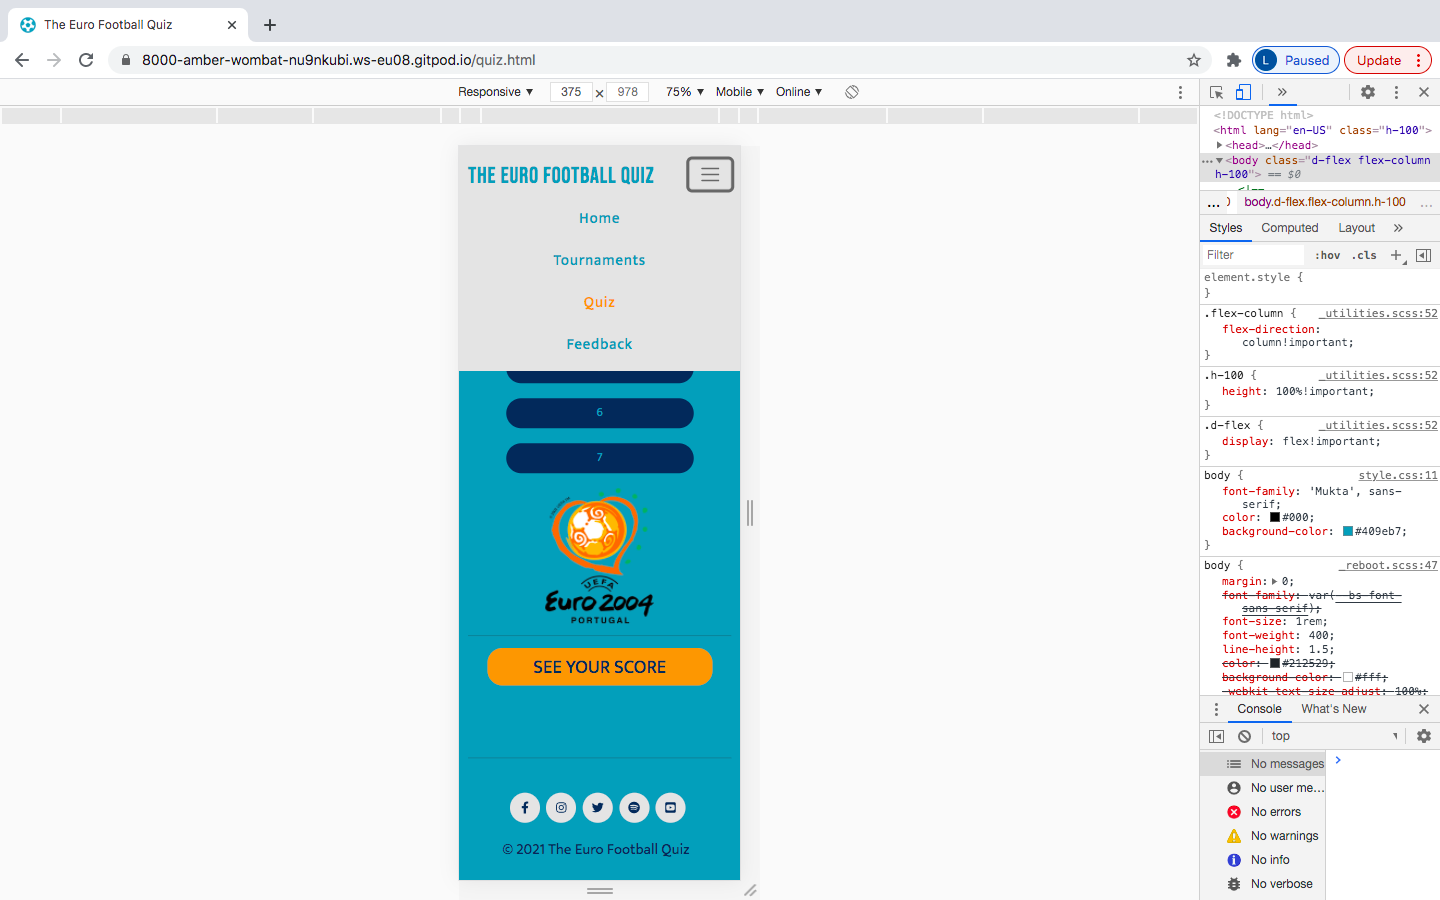 The Euro Football Quiz
8000-amber-wombat-nu9nkubi.ws-eu08.gitpod.io/quiz.html
L Paused
Update
Responsive 375 978 75% Mobile Online
THE EURO FOOTBALL QUIZ
Home
Tournaments
Quiz
Feedback
6
7
UEFA
Euro 2004
PORTUGAL
SEE YOUR SCORE
© 2021 The Euro Football Quiz
<!DOCTYPE html>
<html lang="en-US" class="h-100">
<head>…</head>
<body class="d-flex flex-column
h-100"> == $0
<!--
... body.d-flex.flex-column.h-100 ...
Styles Computed Layout
Filter :hov .cls
element.style {
}
.flex-column { _utilities.scss:52
flex-direction:
column!important;
}
.h-100 { _utilities.scss:52
height: 100%!important;
}
.d-flex { _utilities.scss:52
display: flex!important;
}
body { style.css:11
font-family: 'Mukta', sans-
serif;
color: #000;
background-color: #409eb7;
}
body { _reboot.scss:47
margin: 0;
font-family: var(--bs-font-
sans-serif);
font-size: 1rem;
font-weight: 400;
line-height: 1.5;
color: #212529;
background-color: #fff;
-webkit-text-size-adjust: 100%;
Console What's New
top
No messages
No user me...
No errors
No warnings
No info
No verbose